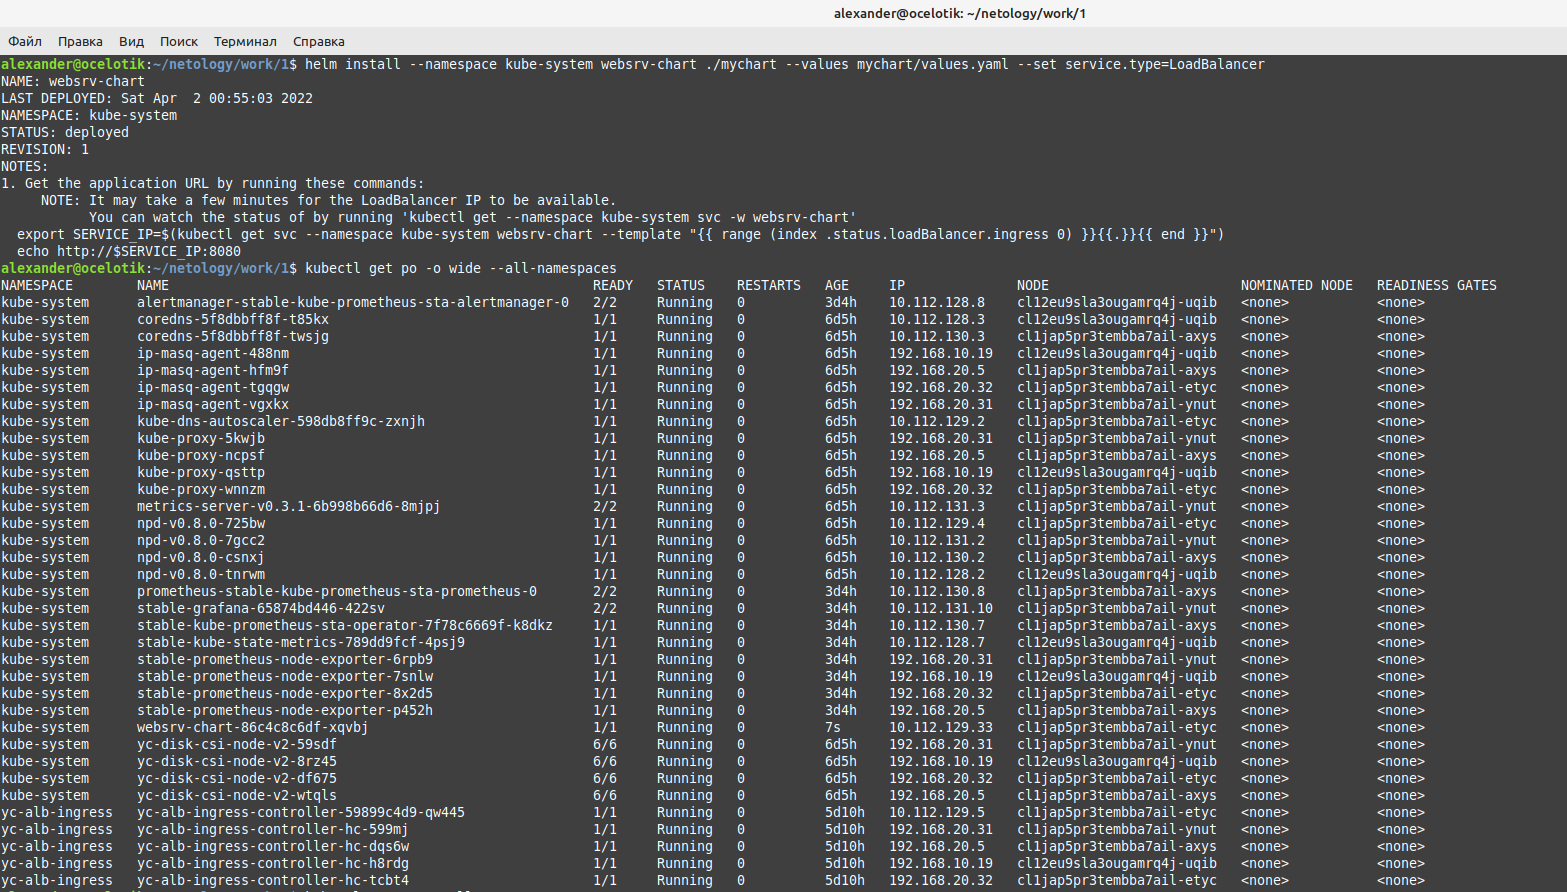 alexander@ocelotik: ~/netology/work/1
Файл Правка Вид Поиск Терминал Справка
alexander@ocelotik:~/netology/work/1$ helm install --namespace kube-system websrv-chart ./mychart --values mychart/values.yaml --set service.type=LoadBalancer
NAME: websrv-chart
LAST DEPLOYED: Sat Apr  2 00:55:03 2022
NAMESPACE: kube-system
STATUS: deployed
REVISION: 1
NOTES:
1. Get the application URL by running these commands:
     NOTE: It may take a few minutes for the LoadBalancer IP to be available.
           You can watch the status of by running 'kubectl get --namespace kube-system svc -w websrv-chart'
  export SERVICE_IP=$(kubectl get svc --namespace kube-system websrv-chart --template "{{ range (index .status.loadBalancer.ingress 0) }}{{.}}{{ end }}")
  echo http://$SERVICE_IP:8080
alexander@ocelotik:~/netology/work/1$ kubectl get po -o wide --all-namespaces
NAMESPACE NAME READY STATUS RESTARTS AGE IP NODE NOMINATED NODE READINESS GATES
kube-system alertmanager-stable-kube-prometheus-sta-alertmanager-0 2/2 Running 0 3d4h 10.112.128.8 cl12eu9sla3ougamrq4j-uqib <none> <none>
kube-system coredns-5f8dbbff8f-t85kx 1/1 Running 0 6d5h 10.112.128.3 cl12eu9sla3ougamrq4j-uqib <none> <none>
kube-system coredns-5f8dbbff8f-twsjg 1/1 Running 0 6d5h 10.112.130.3 cl1jap5pr3tembba7ail-axys <none> <none>
kube-system ip-masq-agent-488nm 1/1 Running 0 6d5h 192.168.10.19 cl12eu9sla3ougamrq4j-uqib <none> <none>
kube-system ip-masq-agent-hfm9f 1/1 Running 0 6d5h 192.168.20.5 cl1jap5pr3tembba7ail-axys <none> <none>
kube-system ip-masq-agent-tgqgw 1/1 Running 0 6d5h 192.168.20.32 cl1jap5pr3tembba7ail-etyc <none> <none>
kube-system ip-masq-agent-vgxkx 1/1 Running 0 6d5h 192.168.20.31 cl1jap5pr3tembba7ail-ynut <none> <none>
kube-system kube-dns-autoscaler-598db8ff9c-zxnjh 1/1 Running 0 6d5h 10.112.129.2 cl1jap5pr3tembba7ail-etyc <none> <none>
kube-system kube-proxy-5kwjb 1/1 Running 0 6d5h 192.168.20.31 cl1jap5pr3tembba7ail-ynut <none> <none>
kube-system kube-proxy-ncpsf 1/1 Running 0 6d5h 192.168.20.5 cl1jap5pr3tembba7ail-axys <none> <none>
kube-system kube-proxy-qsttp 1/1 Running 0 6d5h 192.168.10.19 cl12eu9sla3ougamrq4j-uqib <none> <none>
kube-system kube-proxy-wnnzm 1/1 Running 0 6d5h 192.168.20.32 cl1jap5pr3tembba7ail-etyc <none> <none>
kube-system metrics-server-v0.3.1-6b998b66d6-8mjpj 2/2 Running 0 6d5h 10.112.131.3 cl1jap5pr3tembba7ail-ynut <none> <none>
kube-system npd-v0.8.0-725bw 1/1 Running 0 6d5h 10.112.129.4 cl1jap5pr3tembba7ail-etyc <none> <none>
kube-system npd-v0.8.0-7gcc2 1/1 Running 0 6d5h 10.112.131.2 cl1jap5pr3tembba7ail-ynut <none> <none>
kube-system npd-v0.8.0-csnxj 1/1 Running 0 6d5h 10.112.130.2 cl1jap5pr3tembba7ail-axys <none> <none>
kube-system npd-v0.8.0-tnrwm 1/1 Running 0 6d5h 10.112.128.2 cl12eu9sla3ougamrq4j-uqib <none> <none>
kube-system prometheus-stable-kube-prometheus-sta-prometheus-0 2/2 Running 0 3d4h 10.112.130.8 cl1jap5pr3tembba7ail-axys <none> <none>
kube-system stable-grafana-65874bd446-422sv 2/2 Running 0 3d4h 10.112.131.10 cl1jap5pr3tembba7ail-ynut <none> <none>
kube-system stable-kube-prometheus-sta-operator-7f78c6669f-k8dkz 1/1 Running 0 3d4h 10.112.130.7 cl1jap5pr3tembba7ail-axys <none> <none>
kube-system stable-kube-state-metrics-789dd9fcf-4psj9 1/1 Running 0 3d4h 10.112.128.7 cl12eu9sla3ougamrq4j-uqib <none> <none>
kube-system stable-prometheus-node-exporter-6rpb9 1/1 Running 0 3d4h 192.168.20.31 cl1jap5pr3tembba7ail-ynut <none> <none>
kube-system stable-prometheus-node-exporter-7snlw 1/1 Running 0 3d4h 192.168.10.19 cl12eu9sla3ougamrq4j-uqib <none> <none>
kube-system stable-prometheus-node-exporter-8x2d5 1/1 Running 0 3d4h 192.168.20.32 cl1jap5pr3tembba7ail-etyc <none> <none>
kube-system stable-prometheus-node-exporter-p452h 1/1 Running 0 3d4h 192.168.20.5 cl1jap5pr3tembba7ail-axys <none> <none>
kube-system websrv-chart-86c4c8c6df-xqvbj 1/1 Running 0 7s 10.112.129.33 cl1jap5pr3tembba7ail-etyc <none> <none>
kube-system yc-disk-csi-node-v2-59sdf 6/6 Running 0 6d5h 192.168.20.31 cl1jap5pr3tembba7ail-ynut <none> <none>
kube-system yc-disk-csi-node-v2-8rz45 6/6 Running 0 6d5h 192.168.10.19 cl12eu9sla3ougamrq4j-uqib <none> <none>
kube-system yc-disk-csi-node-v2-df675 6/6 Running 0 6d5h 192.168.20.32 cl1jap5pr3tembba7ail-etyc <none> <none>
kube-system yc-disk-csi-node-v2-wtqls 6/6 Running 0 6d5h 192.168.20.5 cl1jap5pr3tembba7ail-axys <none> <none>
yc-alb-ingress yc-alb-ingress-controller-59899c4d9-qw445 1/1 Running 0 5d10h 10.112.129.5 cl1jap5pr3tembba7ail-etyc <none> <none>
yc-alb-ingress yc-alb-ingress-controller-hc-599mj 1/1 Running 0 5d10h 192.168.20.31 cl1jap5pr3tembba7ail-ynut <none> <none>
yc-alb-ingress yc-alb-ingress-controller-hc-dqs6w 1/1 Running 0 5d10h 192.168.20.5 cl1jap5pr3tembba7ail-axys <none> <none>
yc-alb-ingress yc-alb-ingress-controller-hc-h8rdg 1/1 Running 0 5d10h 192.168.10.19 cl12eu9sla3ougamrq4j-uqib <none> <none>
yc-alb-ingress yc-alb-ingress-controller-hc-tcbt4 1/1 Running 0 5d10h 192.168.20.32 cl1jap5pr3tembba7ail-etyc <none> <none>